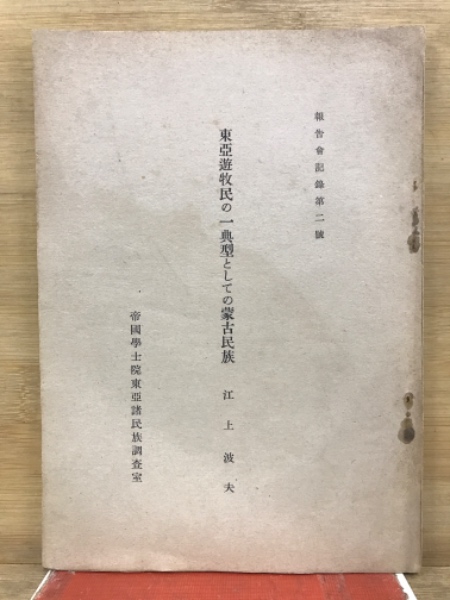 報告會記錄第二號
東亞遊牧民の一典型としての蒙古民族 江上波夫
帝國學士院東亞諸民族調査室